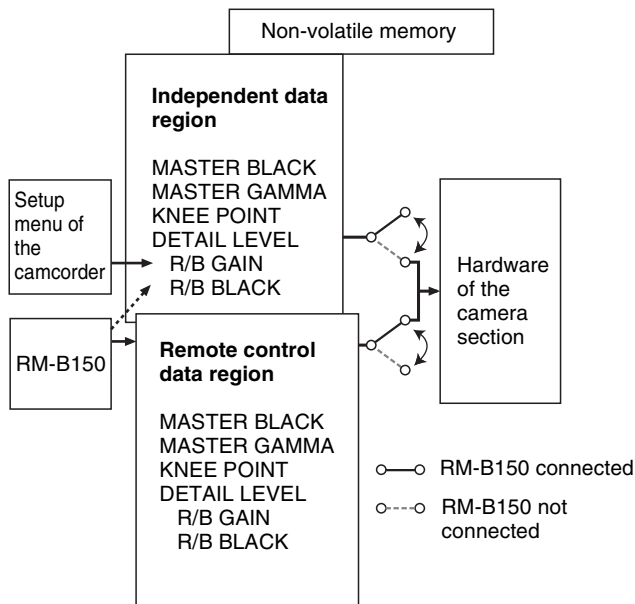 Non-volatile memory
Independent data
region
MASTER BLACK
MASTER GAMMA
KNEE POINT
DETAIL LEVEL
R/B GAIN
R/B BLACK
Setup
menu of
the
camcorder
RM-B150
Remote control
data region
MASTER BLACK
MASTER GAMMA
KNEE POINT
DETAIL LEVEL
R/B GAIN
R/B BLACK
Hardware
of the
camera
section
RM-B150 connected
RM-B150 not
connected